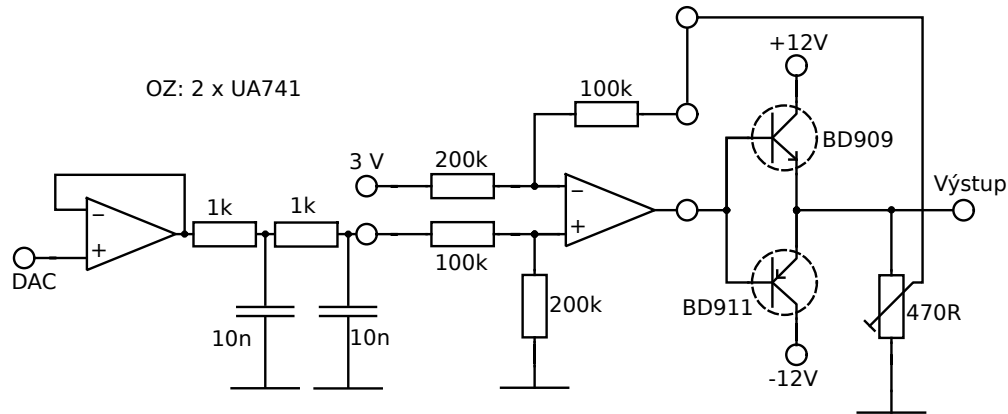 +12V
OZ: 2 x UA741
100k
BD909
3 V
200k
Výstup
1k
1k
−
−
+
+
DAC
100k
BD911
200k
470R
10n
10n
-12V